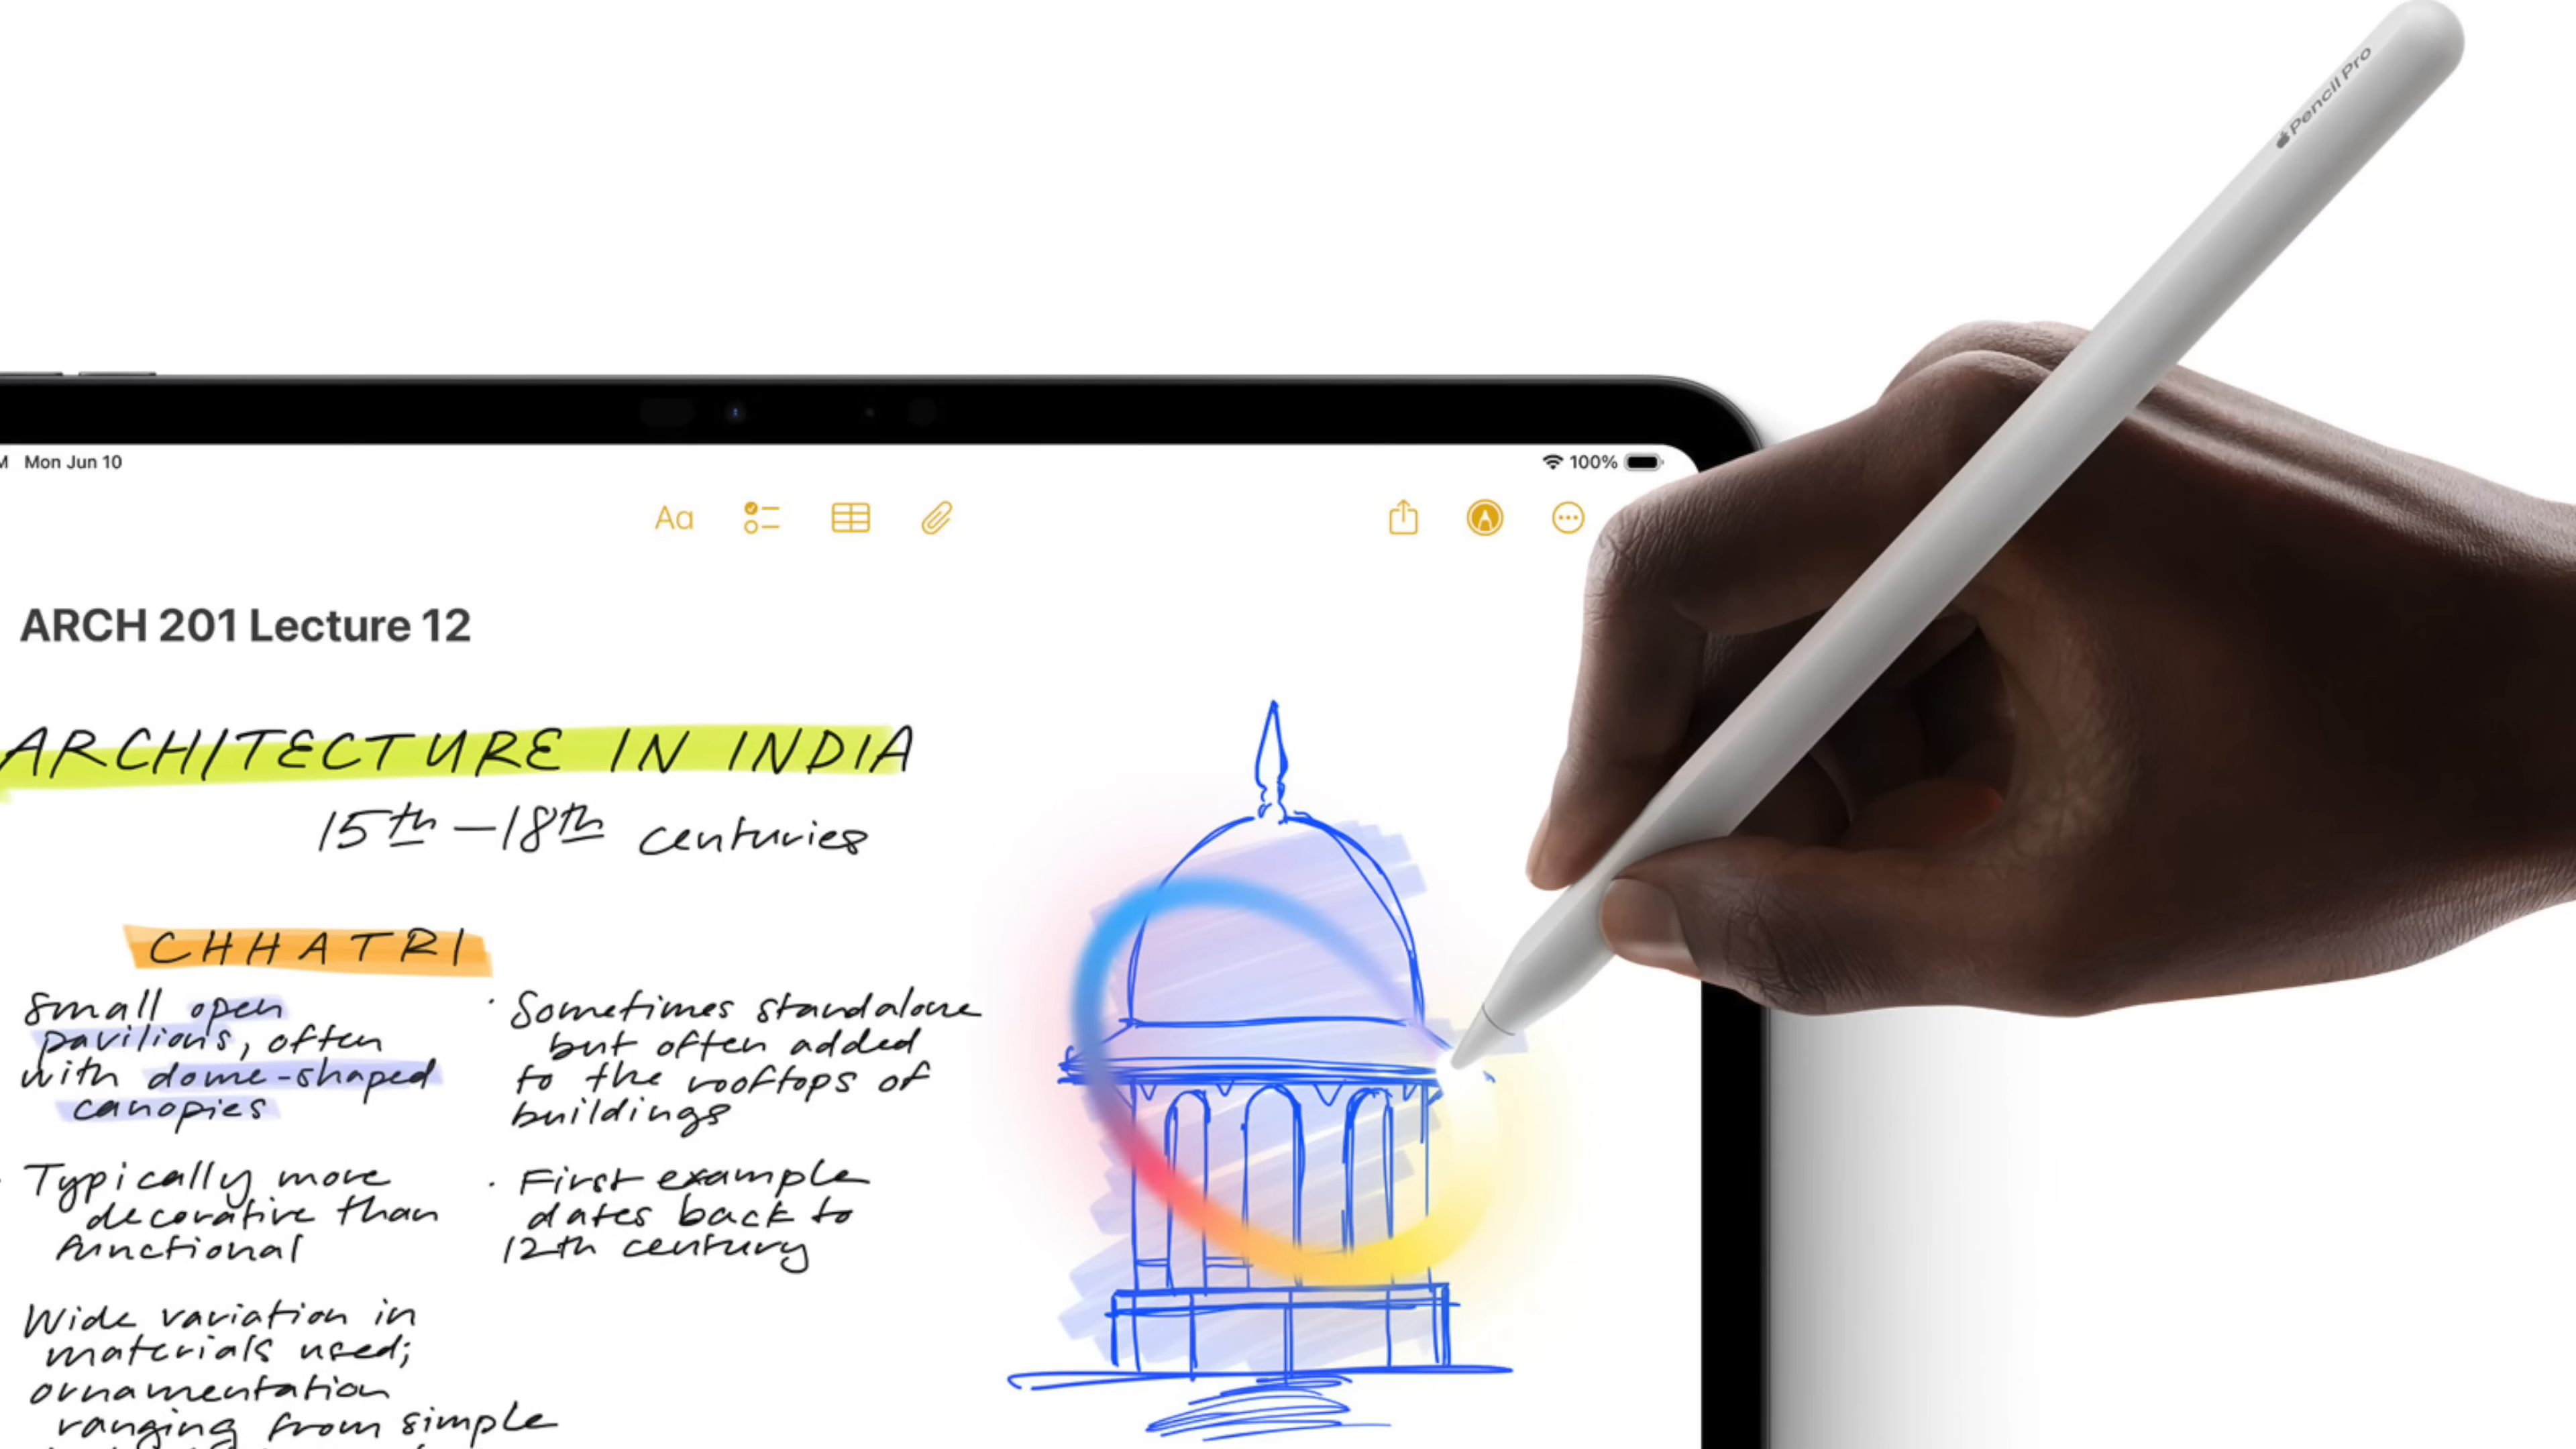 Pencil Pro
Mon Jun 10
100%
Aa
ARCH 201 Lecture 12
ARCHITECTURE IN INDIA
15th – 18th centuries
CHHATRI
Small open
pavilions, often
with dome-shaped
canopies
Typically more
decorative than
functional
Wide variation in
materials used;
ornamentation
ranging from simple
· Sometimes standalone
but often added
to the rooftops of
buildings
· First example
dates back to
12th century